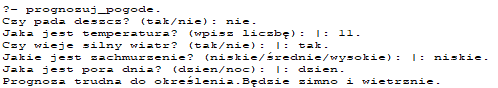 ?- prognozuj_pogode.
Czy pada deszcz? (tak/nie): nie.
Jaka jest temperatura? (wpisz liczbę): |: 11.
Czy wieje silny wiatr? (tak/nie): |: tak.
Jakie jest zachmurzenie? (niskie/średnie/wysokie): |: niskie.
Jaka jest pora dnia? (dzien/noc): |: dzien.
Prognoza trudna do określenia.Będzie zimno i wietrznie.